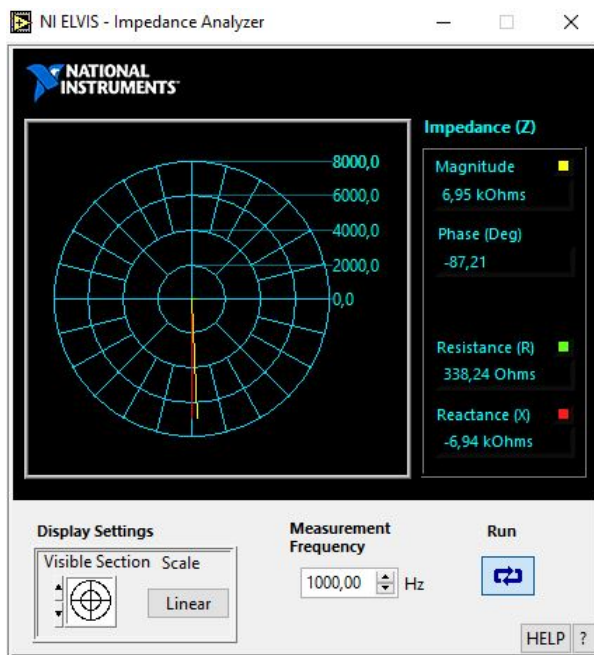 NI ELVIS - Impedance Analyzer
NATIONAL
INSTRUMENTS™
8000,0
6000,0
4000,0
2000,0
0,0
Impedance (Z)
Magnitude
6,95 kOhms
Phase (Deg)
-87,21
Resistance (R)
338,24 Ohms
Reactance (X)
-6,94 kOhms
Display Settings
Visible Section Scale
Linear
Measurement
Frequency
1000,00 Hz
Run
HELP ?